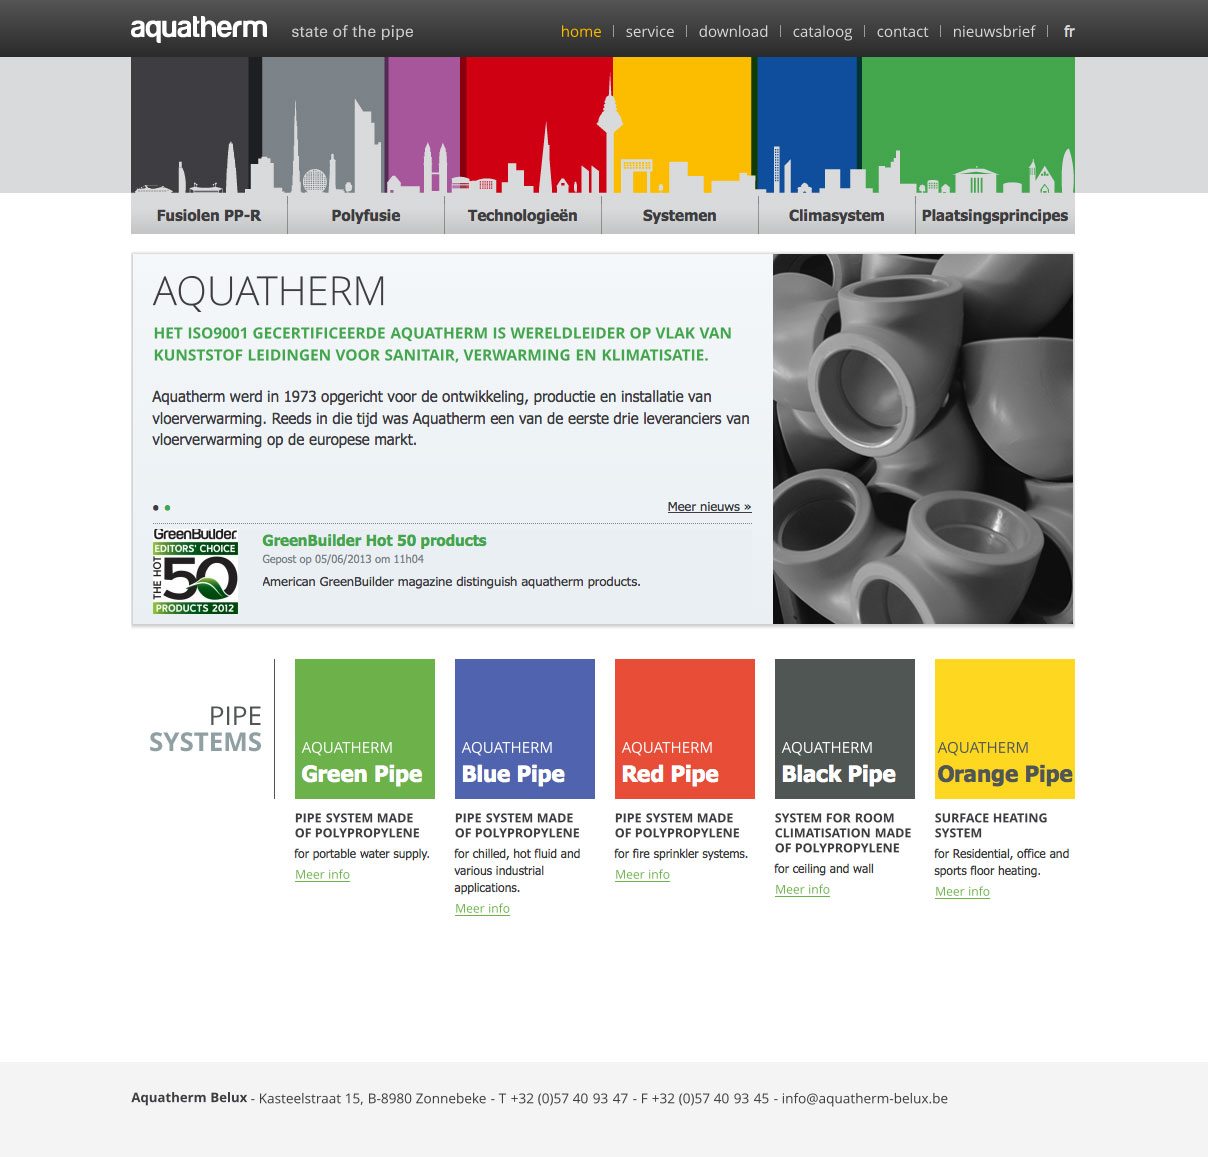 aquatherm state of the pipe
home service download cataloog contact nieuwsbrief fr
Fusiolen PP-R Polyfusie Technologieën Systemen Climasystem Plaatsingsprincipes
AQUATHERM
HET ISO9001 GECERTIFICEERDE AQUATHERM IS WERELDLEIDER OP VLAK VAN
KUNSTSTOF LEIDINGEN VOOR SANITAIR, VERWARMING EN KLIMATISATIE.
Aquatherm werd in 1973 opgericht voor de ontwikkeling, productie en installatie van
vloerverwarming. Reeds in die tijd was Aquatherm een van de eerste drie leveranciers van
vloerverwarming op de europese markt.
Meer nieuws »
GreenBuilder
EDITORS' CHOICE
THE HOT
50
PRODUCTS 2012
GreenBuilder Hot 50 products
Gepost op 05/06/2013 om 11h04
American GreenBuilder magazine distinguish aquatherm products.
PIPE
SYSTEMS
AQUATHERM
Green Pipe
PIPE SYSTEM MADE
OF POLYPROPYLENE
for portable water supply.
Meer info
AQUATHERM
Blue Pipe
PIPE SYSTEM MADE
OF POLYPROPYLENE
for chilled, hot fluid and
various industrial
applications.
Meer info
AQUATHERM
Red Pipe
PIPE SYSTEM MADE
OF POLYPROPYLENE
for fire sprinkler systems.
Meer info
AQUATHERM
Black Pipe
SYSTEM FOR ROOM
CLIMATISATION MADE
OF POLYPROPYLENE
for ceiling and wall
Meer info
AQUATHERM
Orange Pipe
SURFACE HEATING
SYSTEM
for Residential, office and
sports floor heating.
Meer info
Aquatherm Belux - Kasteelstraat 15, B-8980 Zonnebeke - T +32 (0)57 40 93 47 - F +32 (0)57 40 93 45 - info@aquatherm-belux.be